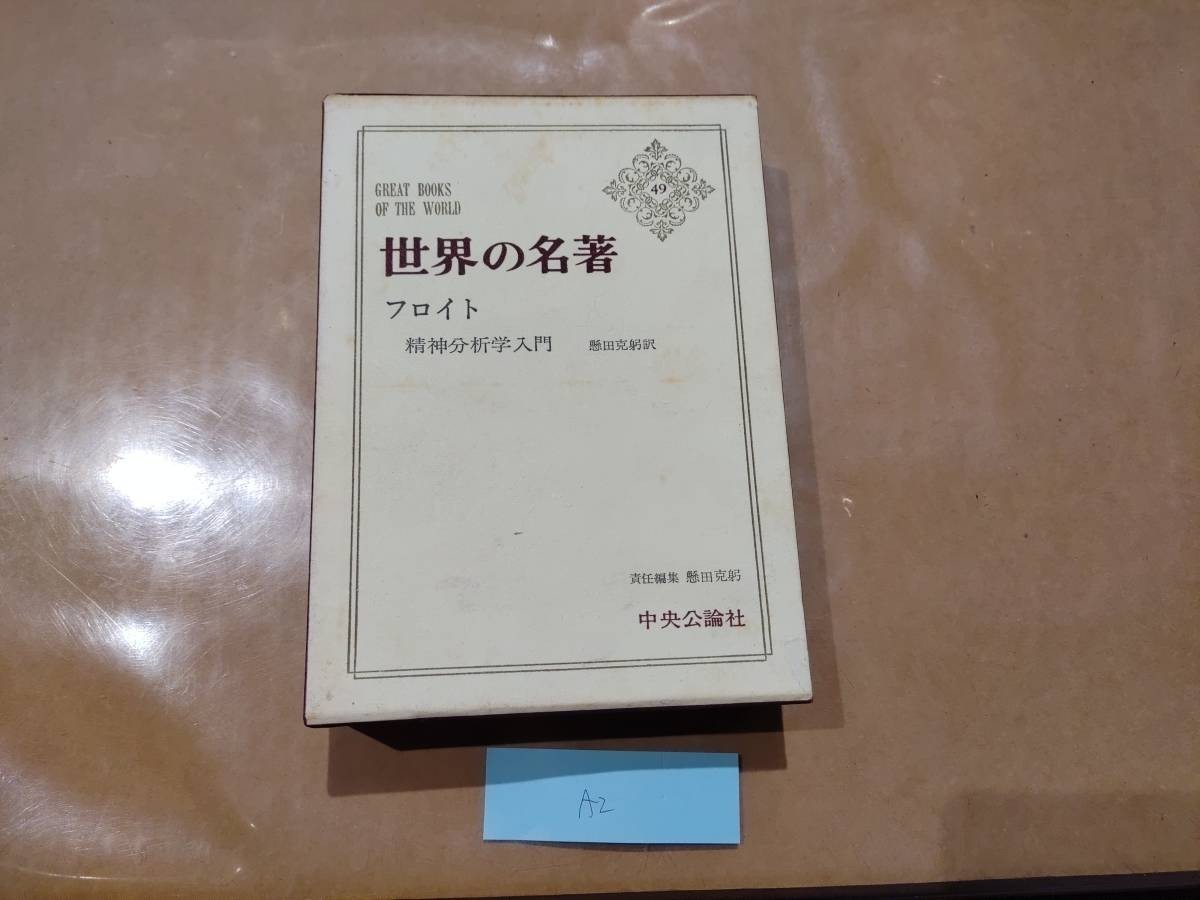 GREAT BOOKS
OF THE WORLD
49
世界の名著
フロイト
精神分析学入門 懸田克躬訳
責任編集 懸田克躬
中央公論社
A2